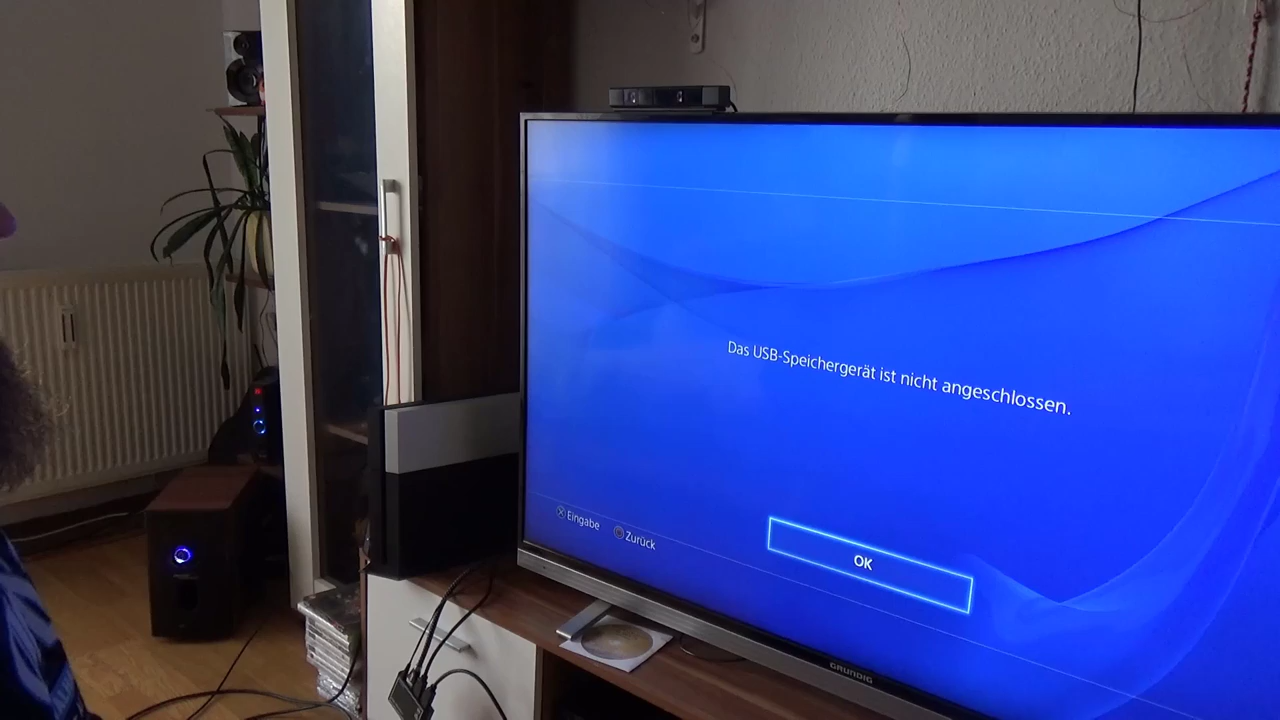 Das USB-Speichergerät ist nicht angeschlossen.
Eingabe
Zurück
OK
GRUNDIG